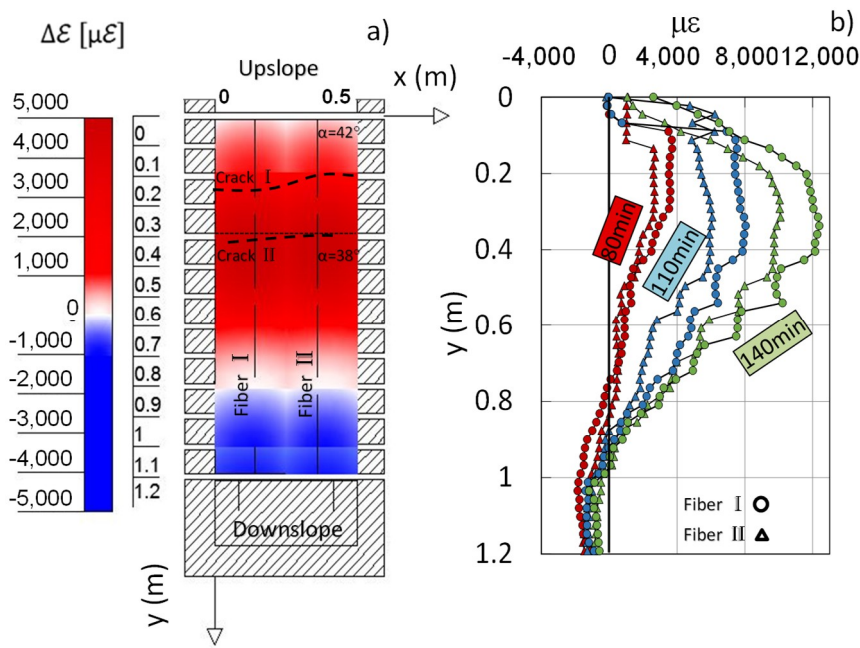 Δℰ [µℰ]
5,000
4,000
3,000
2,000
1,000
0
-1,000
-2,000
-3,000
-4,000
-5,000
a)
Upslope
x (m)
0
0.5
0
0.1
0.2
0.3
0.4
0.5
0.6
0.7
0.8
0.9
1
1.1
1.2
α=42°
Crack I
Crack II
α=38°
Fiber I
Fiber II
Downslope
y (m)
b)
µε
-4,000
0
4,000
8,000
12,000
0
0.2
0.4
0.6
0.8
1
1.2
y (m)
80min
110min
140min
Fiber I
Fiber II